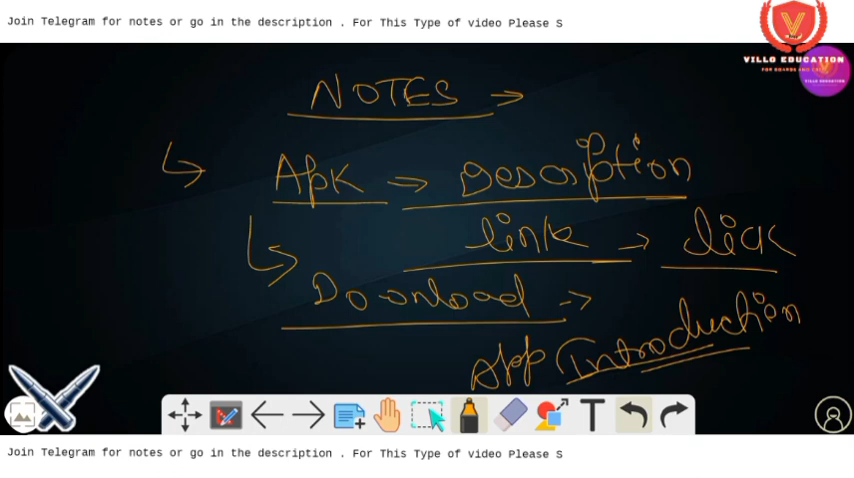 Join Telegram for notes or go in the description . For This Type of video Please S
VILLO EDUCATION
NOTES →
↳ Apk → Description
link → click
↳ Download →
App Introduction
T
Join Telegram for notes or go in the description . For This Type of video Please S